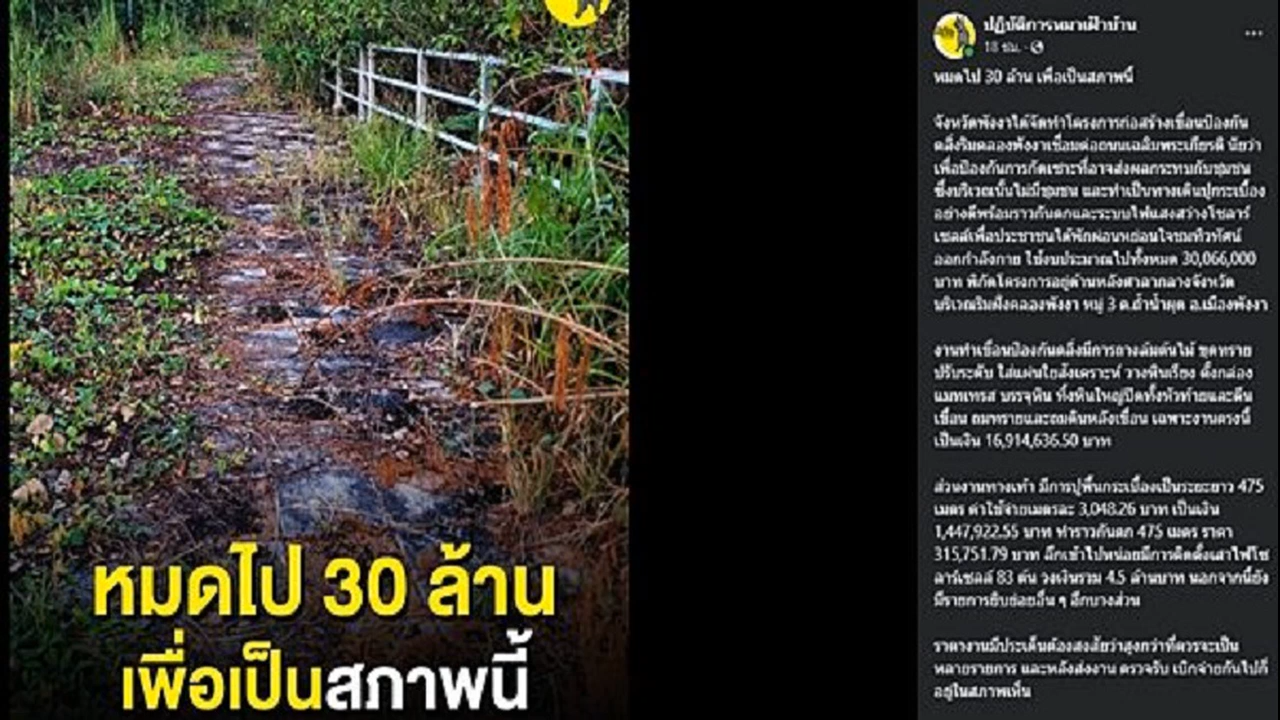 หมดไป 30 ล้าน
เพื่อเป็นสภาพนี้
ปฏิบัติการหมาเฝ้าบ้าน
18 ชม.
หมดไป 30 ล้าน เพื่อเป็นสภาพนี้
จังหวัดพังงาได้จัดทำโครงการก่อสร้างเขื่อนป้องกัน
ตลิ่งริมคลองพังงาเชื่อมต่อถนนเฉลิมพระเกียรติ นัยว่า
เพื่อป้องกันการกัดเซาะที่อาจส่งผลกระทบกับชุมชน
ซึ่งบริเวณนั้นไม่มีชุมชน และทำเป็นทางเดินปูกระเบื้อง
อย่างดีพร้อมราวกันตกและระบบไฟแสงสว่างโซลาร์
เซลล์เพื่อประชาชนได้พักผ่อนหย่อนใจชมทิวทัศน์
ออกกำลังกาย ใช้งบประมาณไปทั้งหมด 30,066,000
บาท พิกัดโครงการอยู่ด้านหลังศาลากลางจังหวัด
บริเวณริมฝั่งคลองพังงา หมู่ 3 ต.ถ้ำน้ำผุด อ.เมืองพังงา
งานทำเขื่อนป้องกันตลิ่งมีการถางล้มต้นไม้ ขุดทราย
ปรับระดับ ใส่แผ่นใยสังเคราะห์ วางหินเรียง ตั้งกล่อง
แมทเทรส บรรจุหิน ทิ้งหินใหญ่ปิดทั้งหัวท้ายและตีน
เขื่อน ถมทรายและถมดินหลังเขื่อน เฉพาะงานตรงนี้
เป็นเงิน 16,914,636.50 บาท
ส่วนงานทางเท้า มีการปูพื้นกระเบื้องเป็นระยะยาว 475
เมตร ค่าใช้จ่ายเมตรละ 3,048.26 บาท เป็นเงิน
1,447,922.55 บาท ทำราวกันตก 475 เมตร ราคา
315,751.79 บาท ลึกเข้าไปหน่อยมีการติดตั้งเสาไฟโซ
ลาร์เซลล์ 83 ต้น วงเงินรวม 4.5 ล้านบาท นอกจากนี้ยัง
มีรายการยิบย่อยอื่น ๆ อีกบางส่วน
ราคางานมีประเด็นต้องสงสัยว่าสูงกว่าที่ควรจะเป็น
หลายรายการ และหลังส่งงาน ตรวจรับ เบิกจ่ายกันไปก็
อยู่ในสภาพเห็น